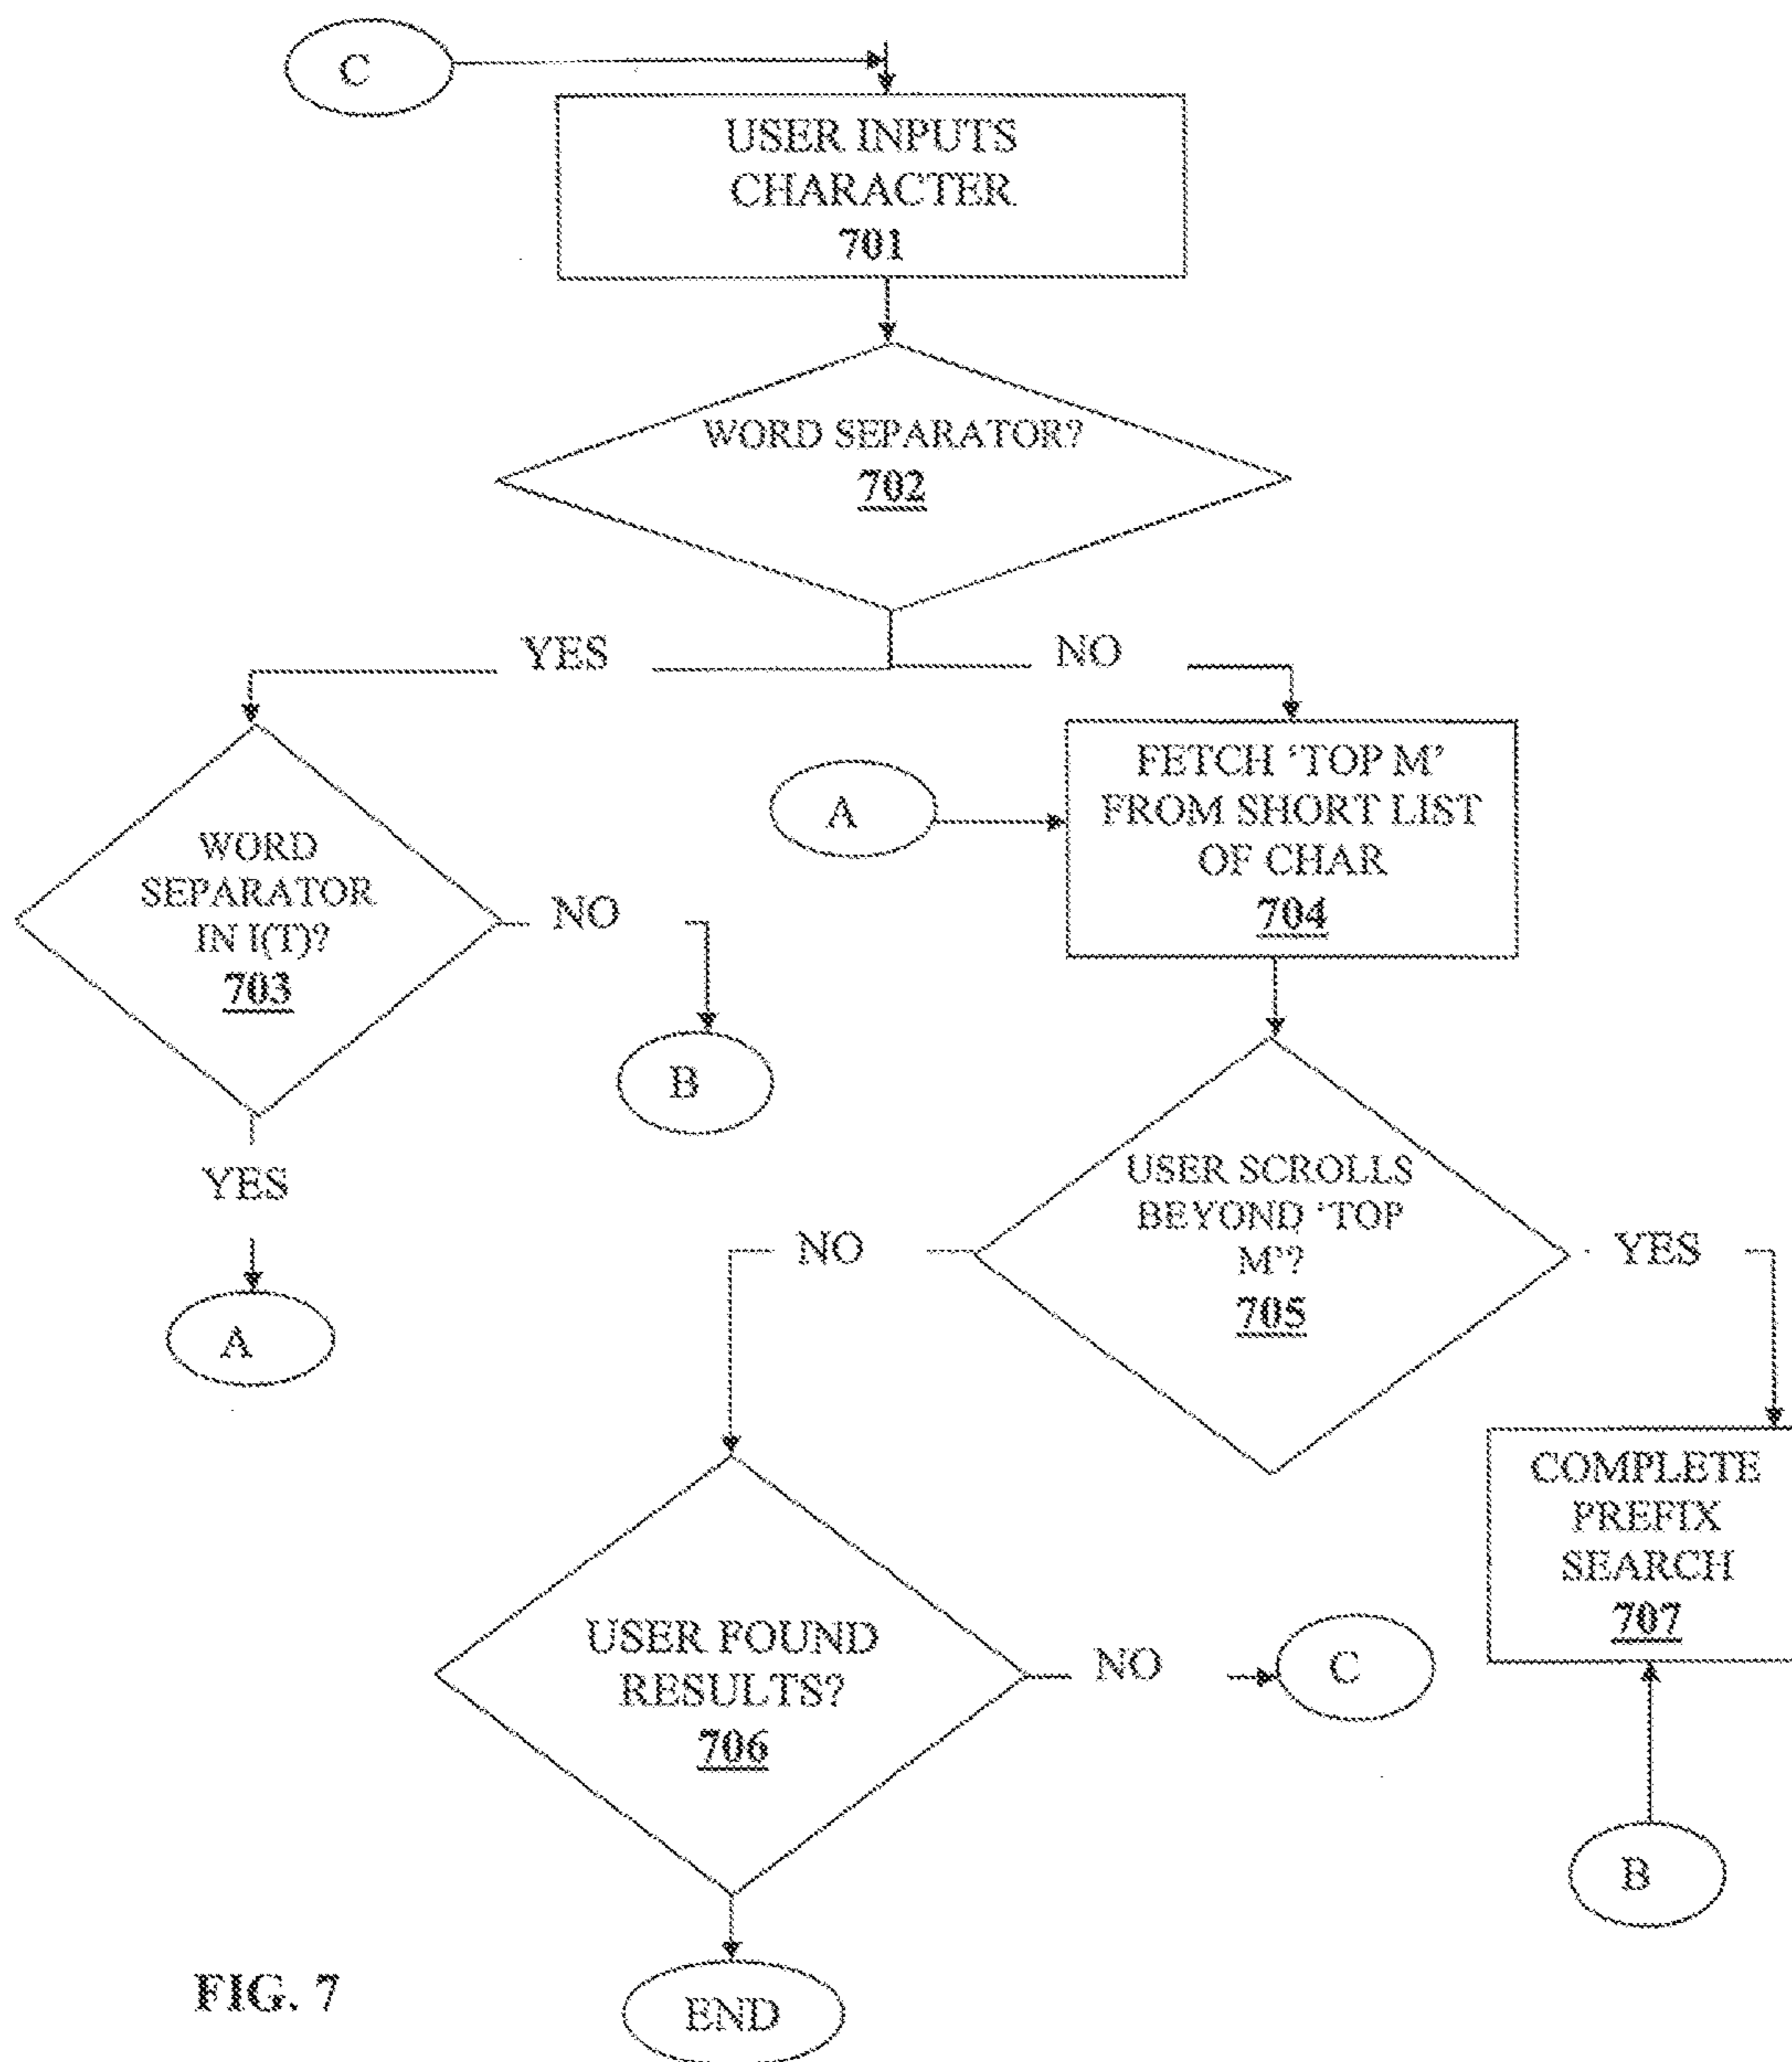 C
USER INPUTS
CHARACTER
701
WORD SEPARATOR?
702
YES
NO
WORD
SEPARATOR
IN I(T)?
703
NO
B
YES
A
A
FETCH ‘TOP M’
FROM SHORT LIST
OF CHAR
704
USER SCROLLS
BEYOND ‘TOP
M’?
705
NO
YES
COMPLETE
PREFIX
SEARCH
707
B
USER FOUND
RESULTS?
706
NO
C
END
FIG. 7